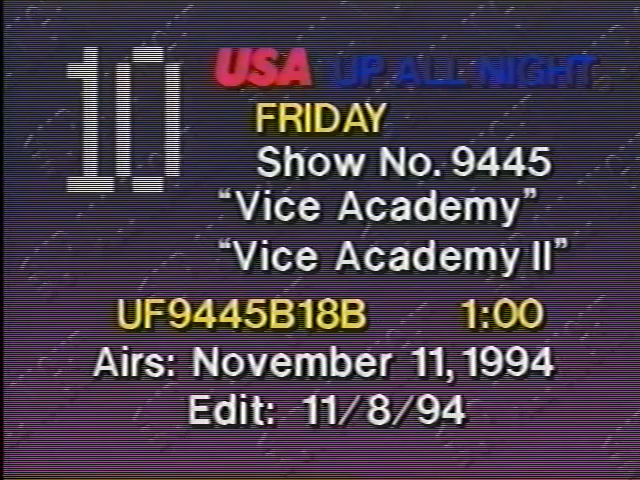 10
USA UP ALL NIGHT
FRIDAY
Show No. 9445
“Vice Academy”
“Vice Academy II”
UF9445B18B 1:00
Airs: November 11, 1994
Edit: 11/8/94